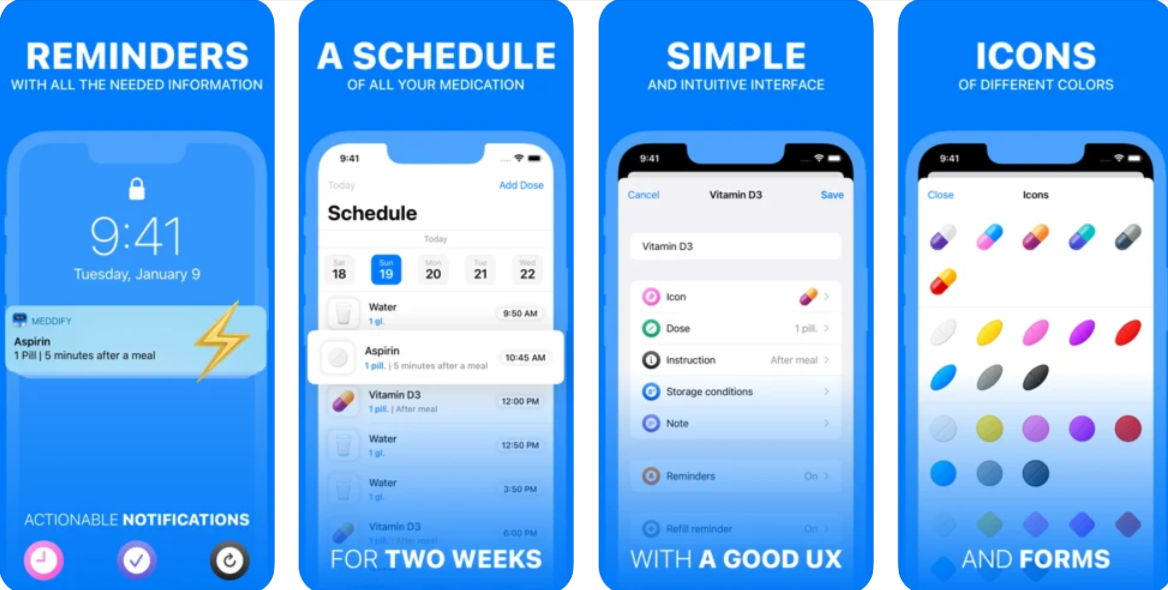 REMINDERS
WITH ALL THE NEEDED INFORMATION
9:41
Tuesday, January 9
MEDDIFY
Aspirin
1 Pill | 5 minutes after a meal
ACTIONABLE NOTIFICATIONS
A SCHEDULE
OF ALL YOUR MEDICATION
9:41
Today
Add Dose
Schedule
Today
Sat Sun Mon Tue Wed
18 19 20 21 22
Water
1 gl.
9:50 AM
Aspirin
1 pill. | 5 minutes after a meal
10:45 AM
Vitamin D3
1 pill. | After meal
12:00 PM
Water
1 gl.
12:50 PM
Water
1 gl.
3:50 PM
Vitamin D3
6:00 PM
FOR TWO WEEKS
SIMPLE
AND INTUITIVE INTERFACE
9:41
Cancel
Vitamin D3
Save
Vitamin D3
Icon
Dose
1 pill.
Instruction
After meal
Storage conditions
Note
Reminders
On
Refill reminder
On
WITH A GOOD UX
ICONS
OF DIFFERENT COLORS
9:41
Close
Icons
AND FORMS